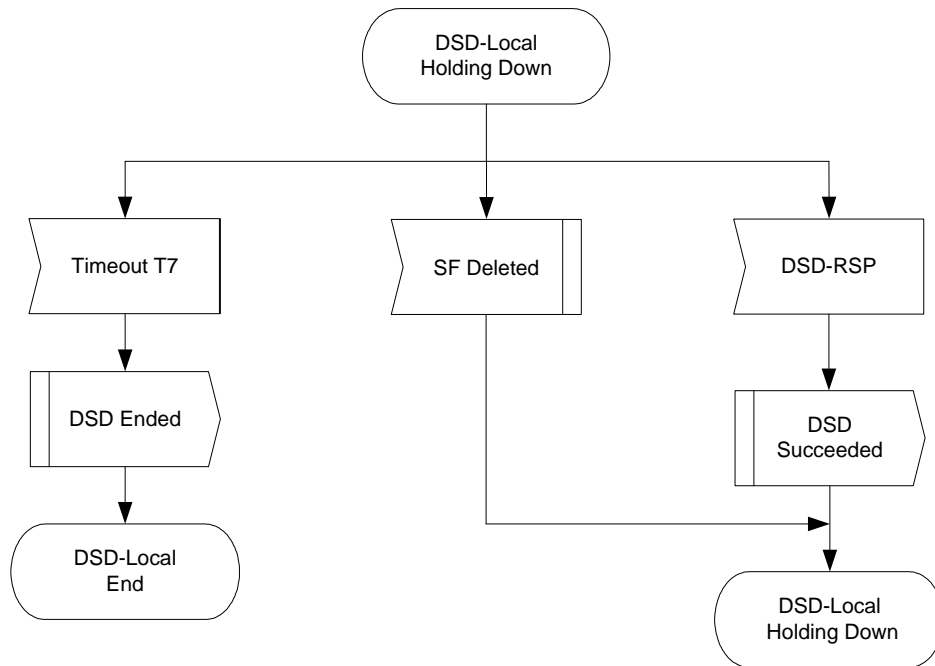 DSD-Local
Holding Down
Timeout T7
SF Deleted
DSD-RSP
DSD Ended
DSD
Succeeded
DSD-Local
End
DSD-Local
Holding Down